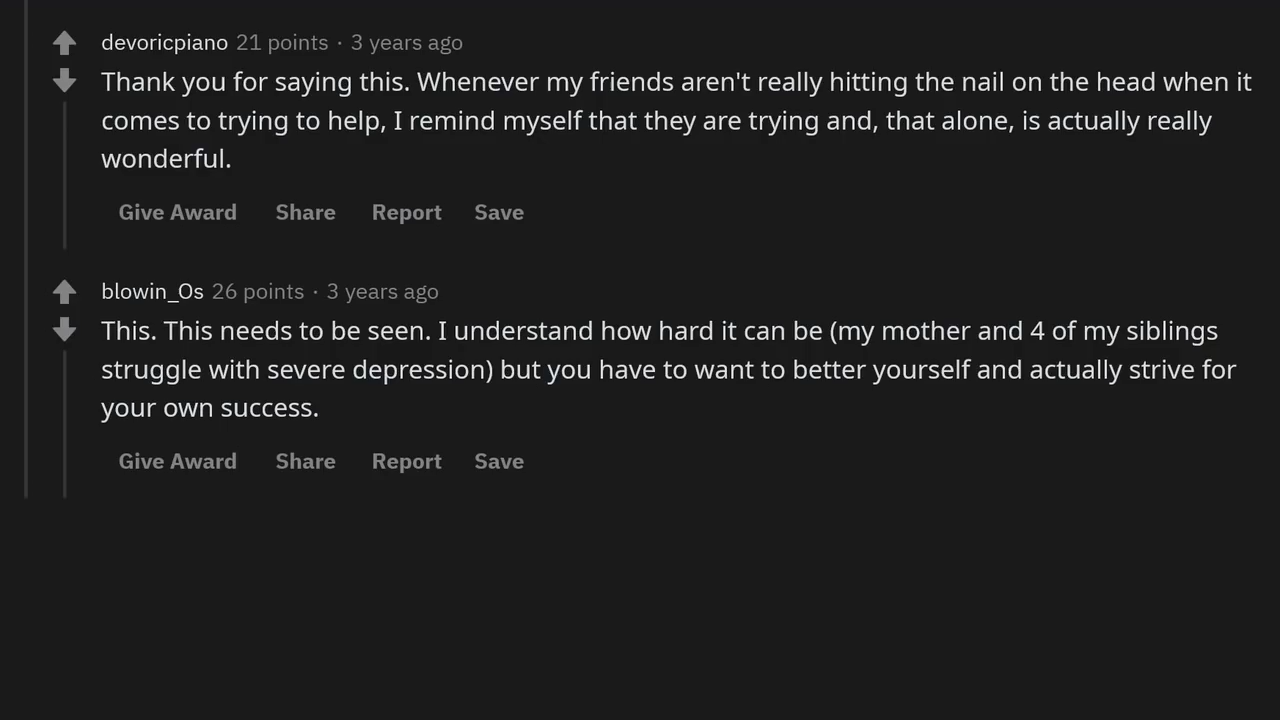 devoricpiano 21 points · 3 years ago
Thank you for saying this. Whenever my friends aren't really hitting the nail on the head when it
comes to trying to help, I remind myself that they are trying and, that alone, is actually really
wonderful.
Give Award Share Report Save
blowin_Os 26 points · 3 years ago
This. This needs to be seen. I understand how hard it can be (my mother and 4 of my siblings
struggle with severe depression) but you have to want to better yourself and actually strive for
your own success.
Give Award Share Report Save